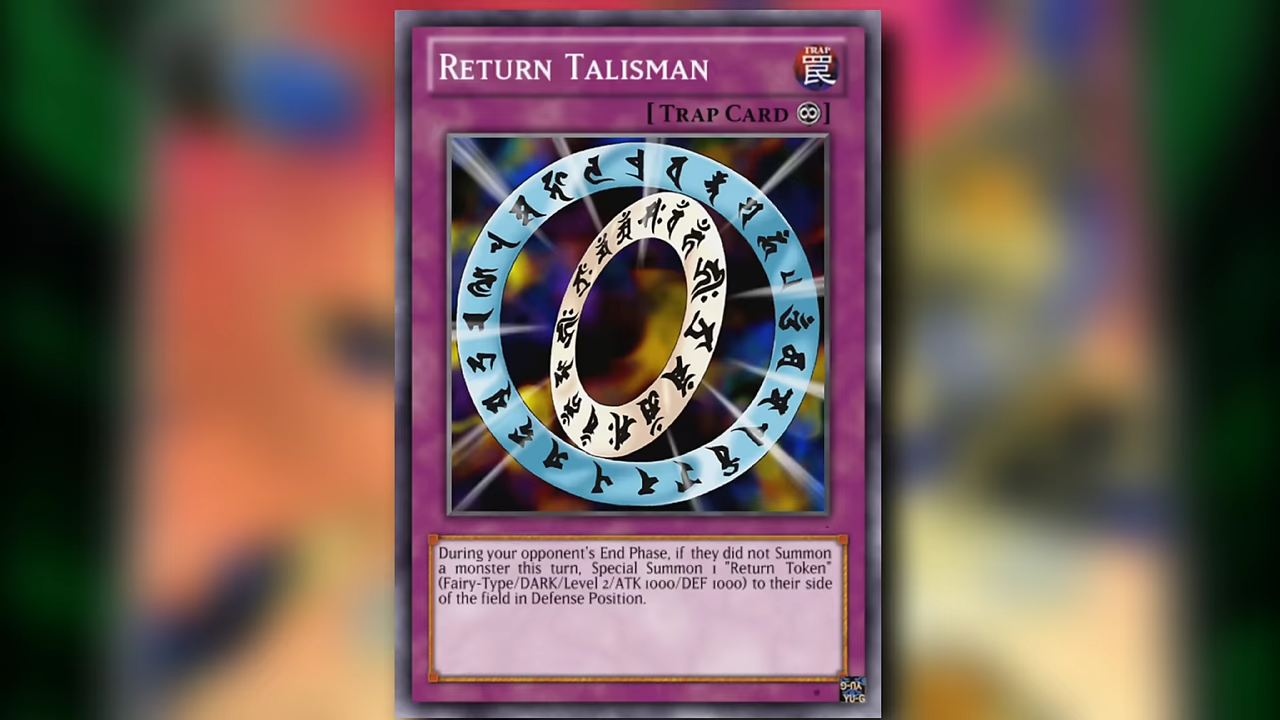 Return Talisman
TRAP
罠
[ Trap Card ]
During your opponent's End Phase, if they did not Summon
a monster this turn, Special Summon 1 "Return Token"
(Fairy-Type/DARK/Level 2/ATK 1000/DEF 1000) to their side
of the field in Defense Position.